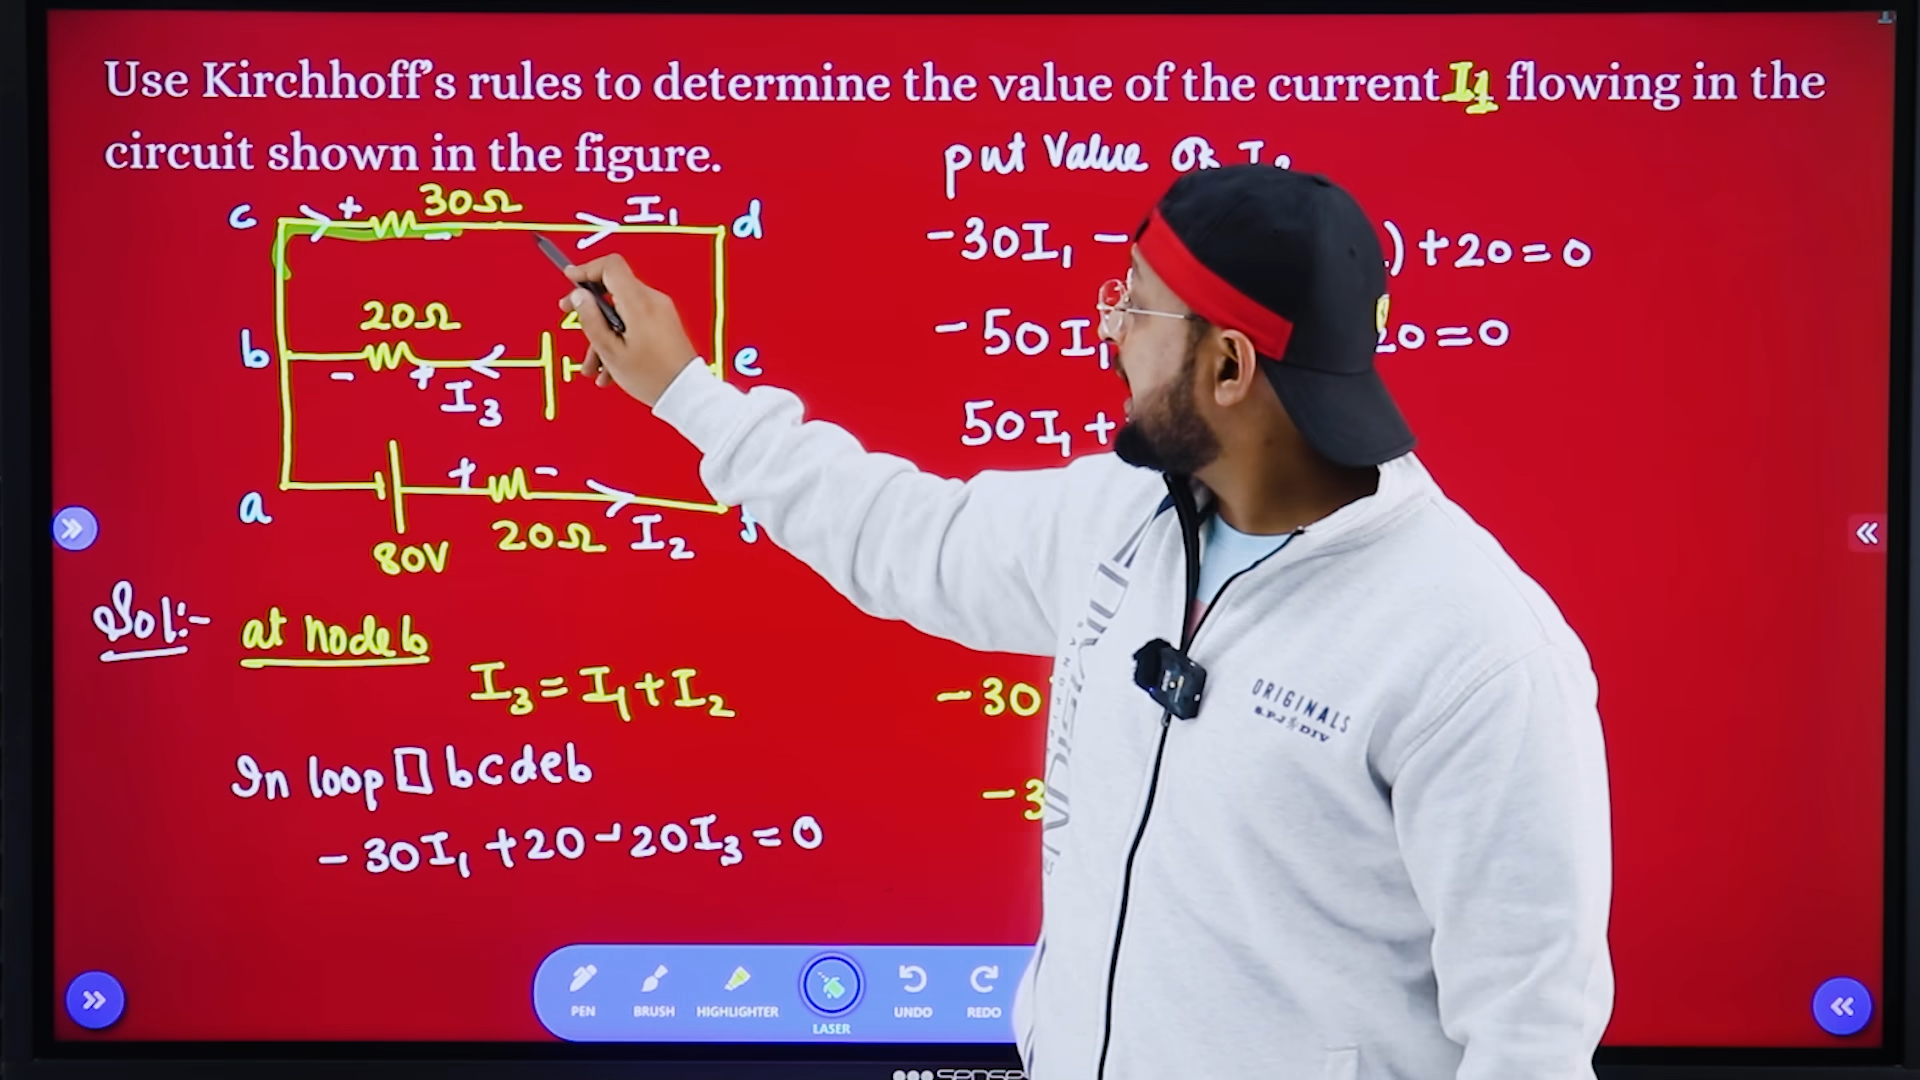 Use Kirchhoff's rules to determine the value of the current I1 flowing in the
circuit shown in the figure.
c + 30Ω - I1 d
b 20Ω - + I3 e
a 80V + 20Ω - I2
Sol:- at node b
I3 = I1 + I2
In loop □ bcdeb
- 30I1 + 20 - 20I3 = 0
put Value of
-30I1 - ) + 20 = 0
- 50I1 20 = 0
50I1 +
- 30
- 3
PEN BRUSH HIGHLIGHTER LASER UNDO REDO
ORIGINALS